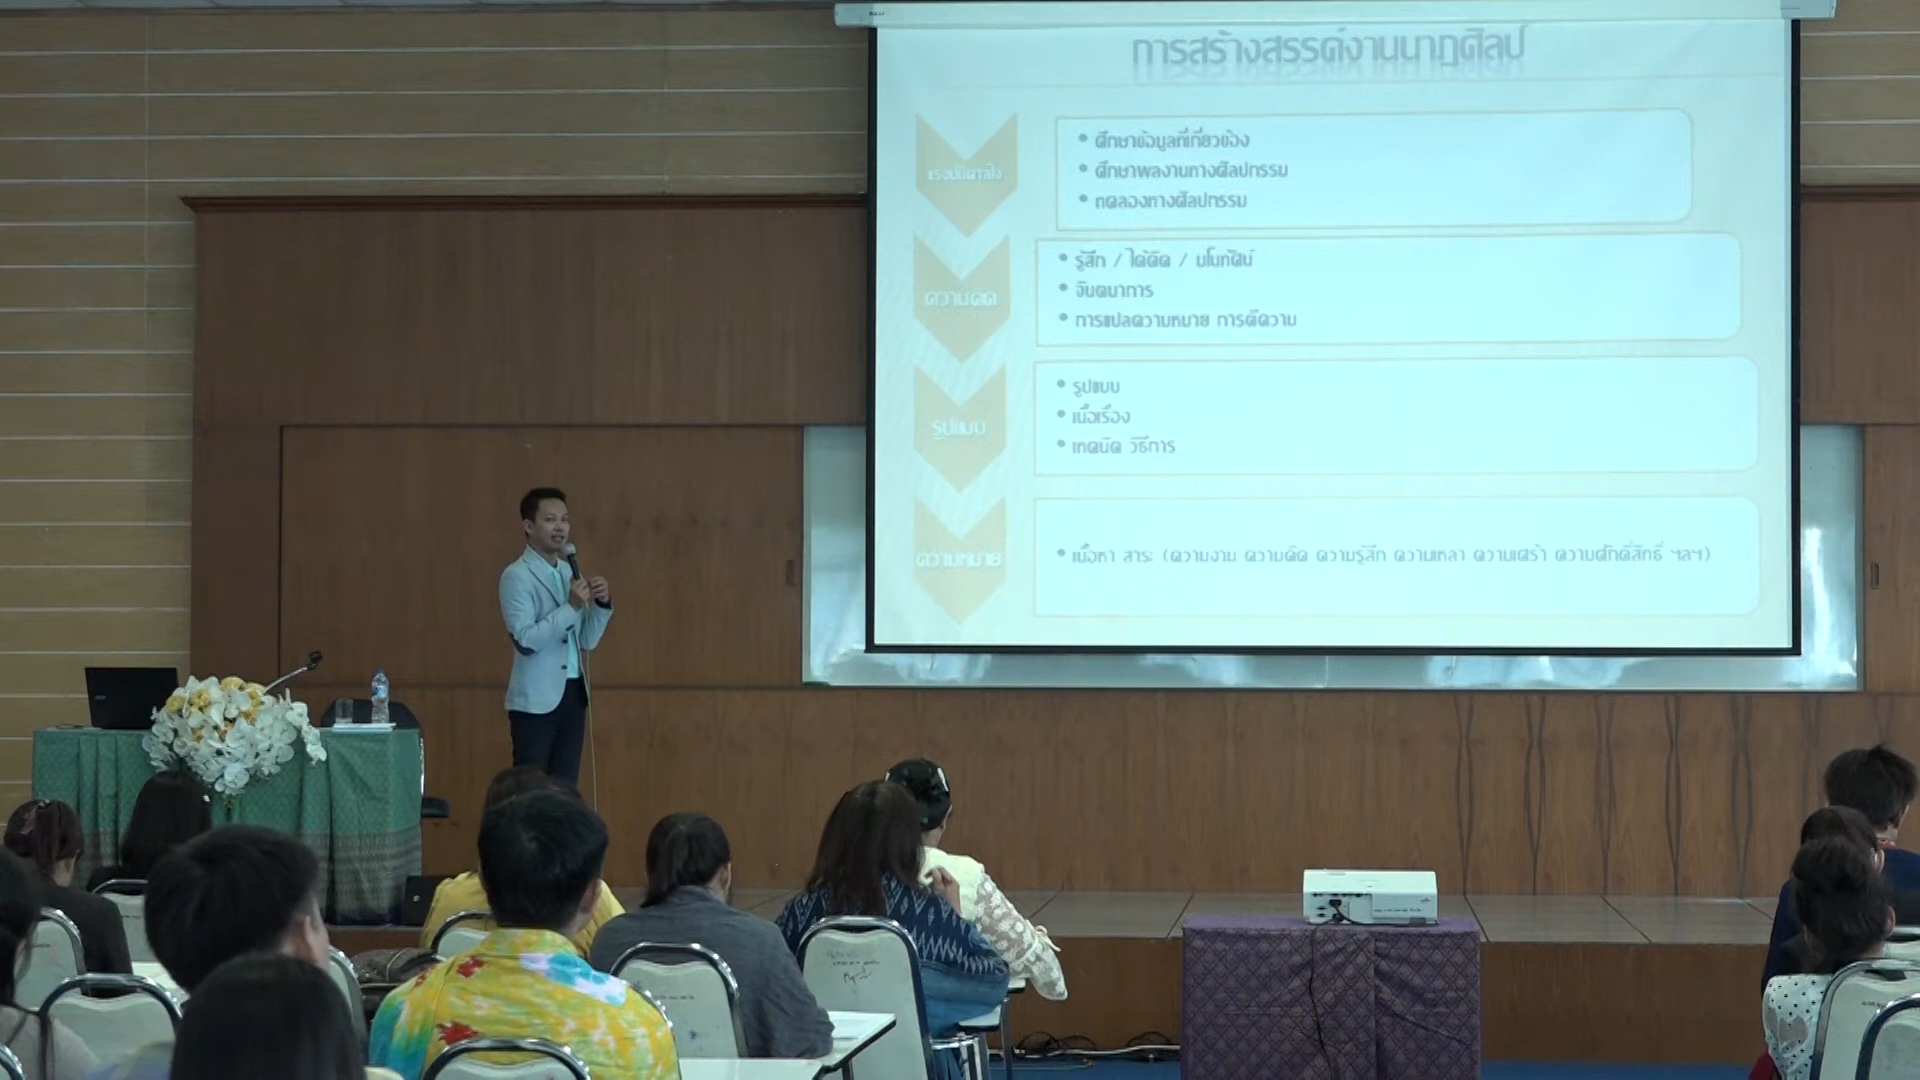 การสร้างสรรค์งานนาฏศิลป์
แรงบันดาลใจ
• ศึกษาข้อมูลที่เกี่ยวข้อง
• ศึกษาผลงานทางศิลปกรรม
• ทดลองทางศิลปกรรม
ความคิด
• รู้สึก / ได้คิด / มโนทัศน์
• จินตนาการ
• การแปลความหมาย การตีความ
รูปแบบ
• รูปแบบ
• เนื้อเรื่อง
• เทคนิค วิธีการ
ความหมาย
• เนื้อหา สาระ (ความงาม ความคิด ความรู้สึก ความเหลา ความเศร้า ความศักดิ์สิทธิ์ ฯลฯ)